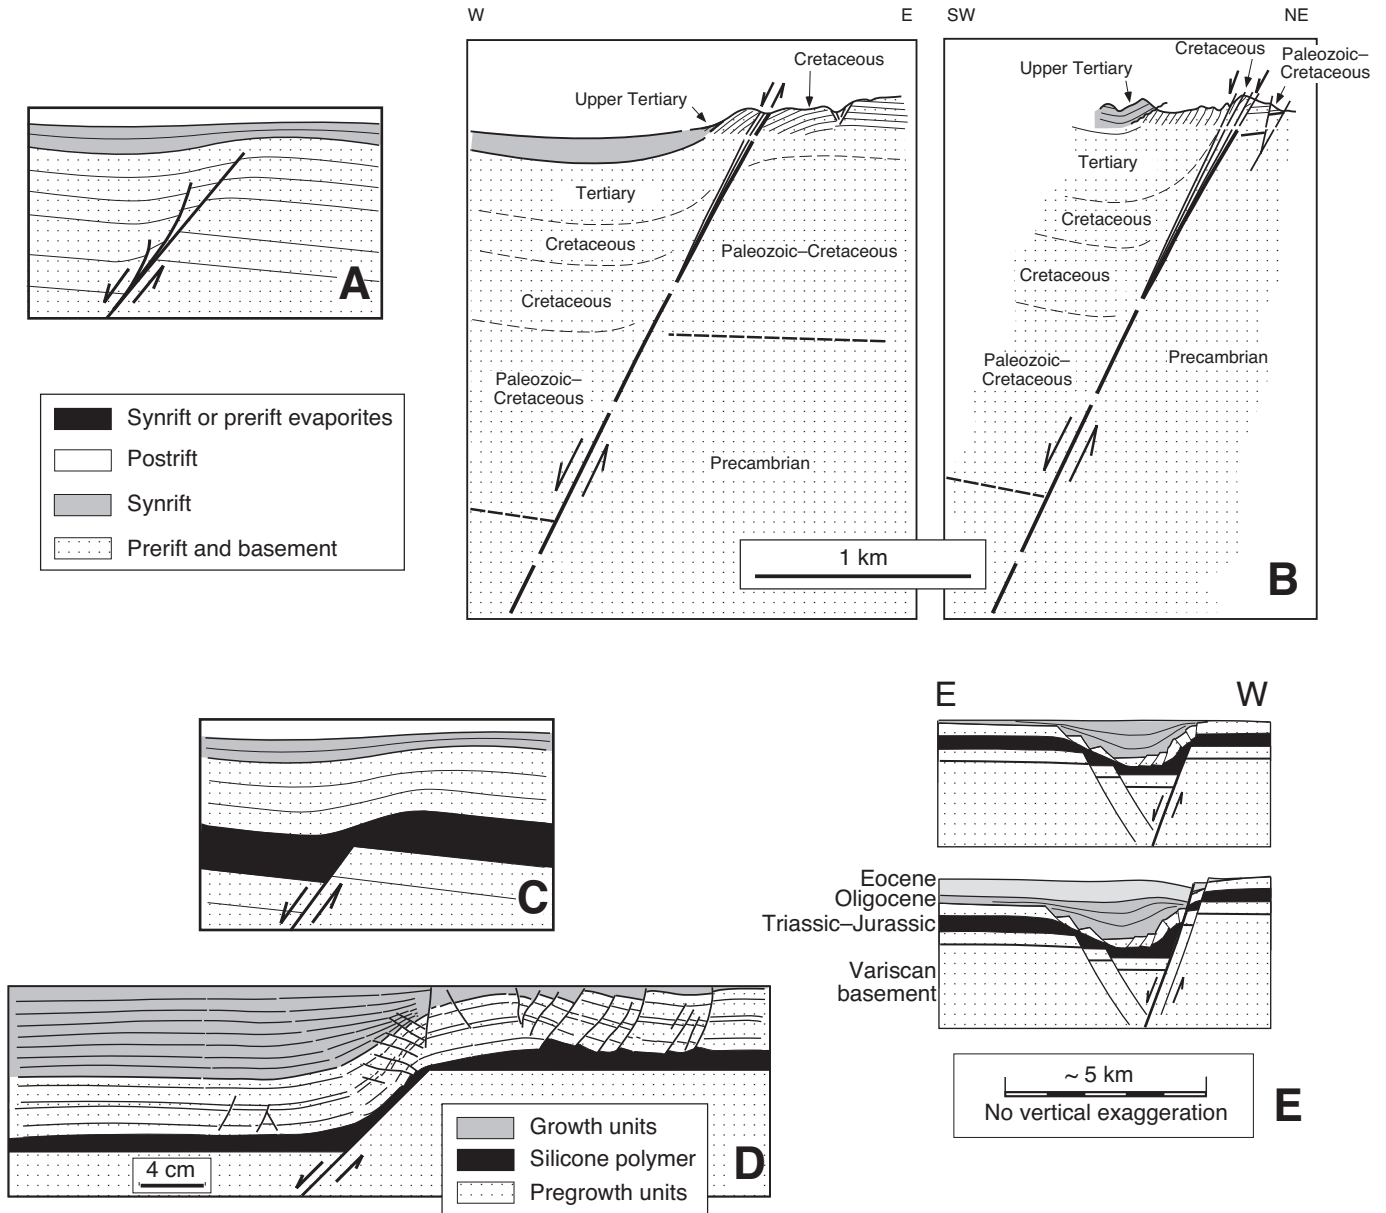 W
E
SW
NE
Cretaceous
Upper Tertiary
Tertiary
Cretaceous
Paleozoic–Cretaceous
Cretaceous
Paleozoic–
Cretaceous
Precambrian
Cretaceous
Paleozoic–
Cretaceous
Upper Tertiary
Tertiary
Cretaceous
Cretaceous
Paleozoic–
Cretaceous
Precambrian
1 km
B
A
Synrift or prerift evaporites
Postrift
Synrift
Prerift and basement
C
E
W
Eocene
Oligocene
Triassic–Jurassic
Variscan
basement
~ 5 km
No vertical exaggeration
E
4 cm
Growth units
Silicone polymer
Pregrowth units
D